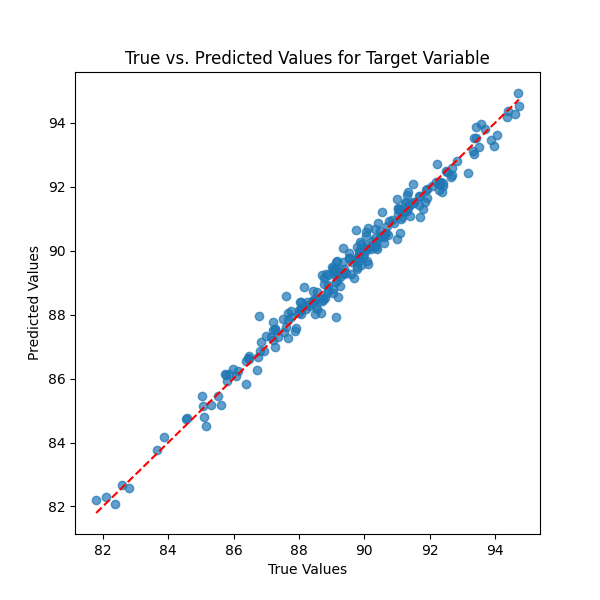 True vs. Predicted Values for Target Variable
94
92
90
88
86
84
82
Predicted Values
82 84 86 88 90 92 94
True Values